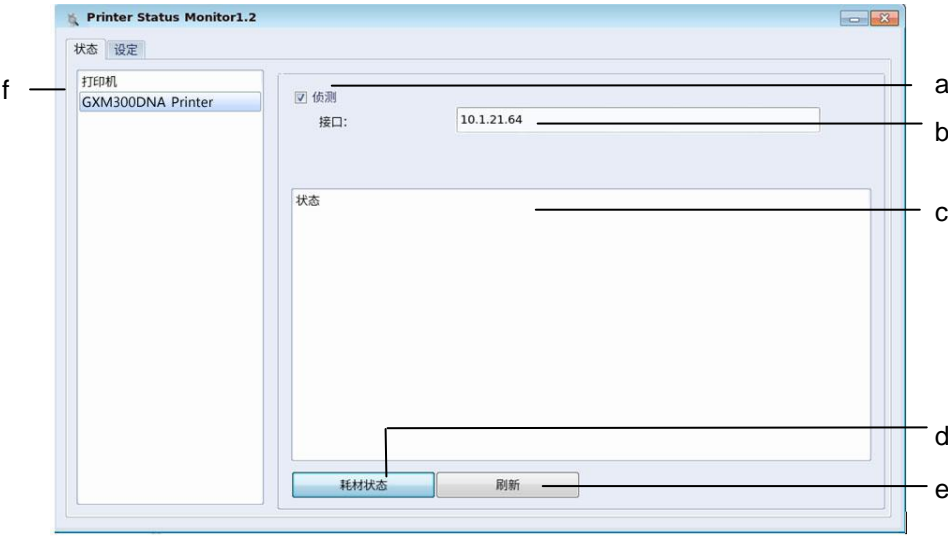 Printer Status Monitor1.2
状态 设定
f
打印机
GXM300DNA Printer
侦测
a
接口:
10.1.21.64
b
状态
c
d
耗材状态
刷新
e